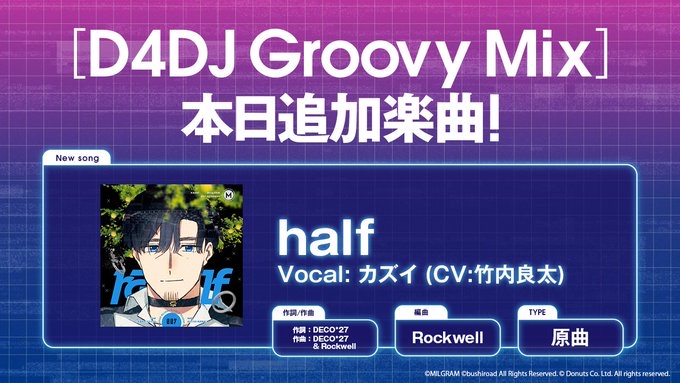 [D4DJ Groovy Mix]
本日追加楽曲!
New song
M
half
007
half
Vocal: カズイ (CV:竹内良太)
作詞/作曲
作詞：DECO*27
作曲：DECO*27
& Rockwell
編曲
Rockwell
TYPE
原曲
©MILGRAM ©bushiroad All Rights Reserved. © Donuts Co. Ltd. All rights reserved.